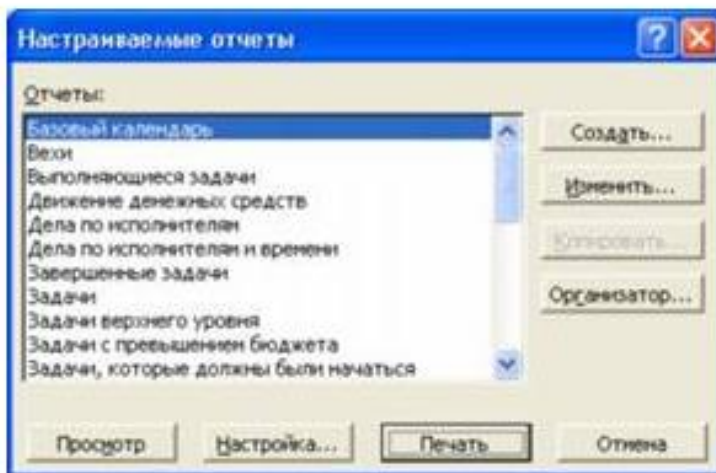 Настраиваемые отчеты
Отчеты:
Базовый календарь
Вехи
Выполняющиеся задачи
Движение денежных средств
Дела по исполнителям
Дела по исполнителям и времени
Завершенные задачи
Задачи
Задачи верхнего уровня
Задачи с превышением бюджета
Задачи, которые должны были начаться
Создать...
Изменить...
Копировать...
Организатор...
Просмотр
Настройка...
Печать
Отмена